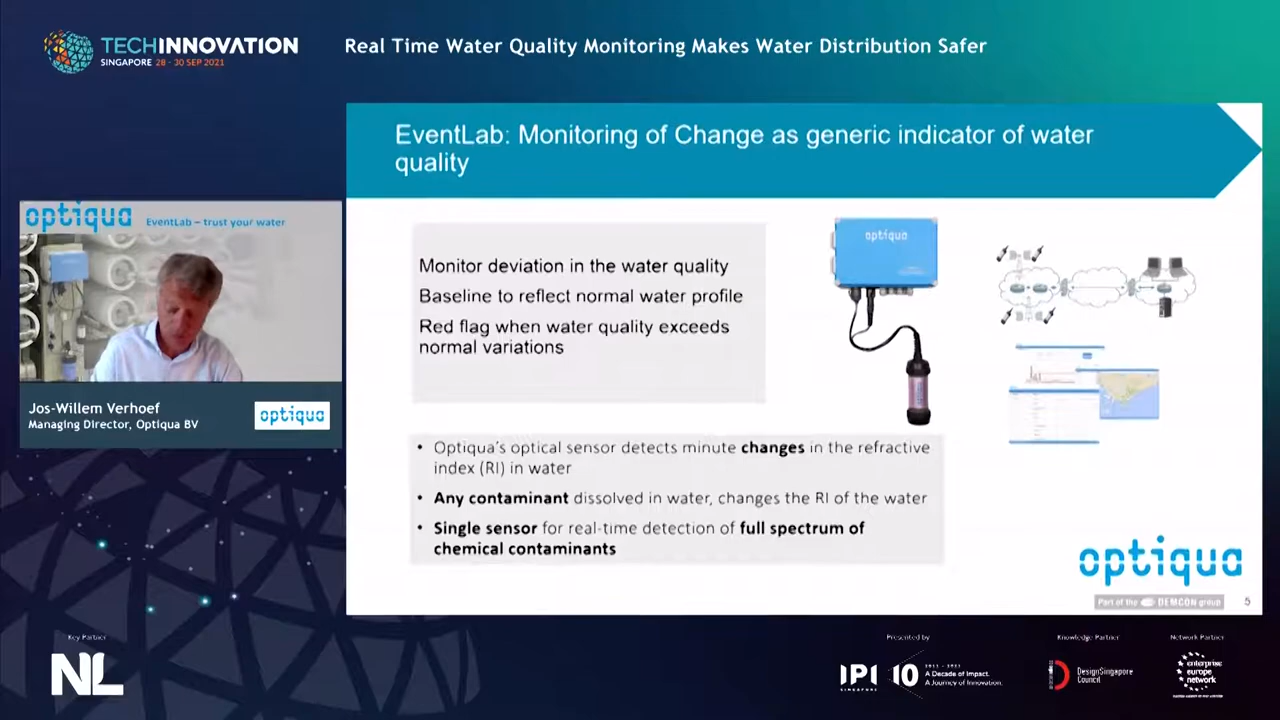 TECHINNOVATION
SINGAPORE 28 - 30 SEP 2021
Real Time Water Quality Monitoring Makes Water Distribution Safer
EventLab: Monitoring of Change as generic indicator of water
quality
optiqua EventLab – trust your water
Jos-Willem Verhoef
Managing Director, Optiqua BV
optiqua
Monitor deviation in the water quality
Baseline to reflect normal water profile
Red flag when water quality exceeds
normal variations
optiqua
• Optiqua's optical sensor detects minute changes in the refractive
index (RI) in water
• Any contaminant dissolved in water, changes the RI of the water
• Single sensor for real-time detection of full spectrum of
chemical contaminants
optiqua
Part of the DEMCON group
5
Key Partner
NL
Presented by
IPI
SINGAPORE
10
2011 - 2021
A Decade of Impact.
A Journey of Innovation.
Knowledge Partner
DesignSingapore
Council
Network Partner
enterprise
europe
network